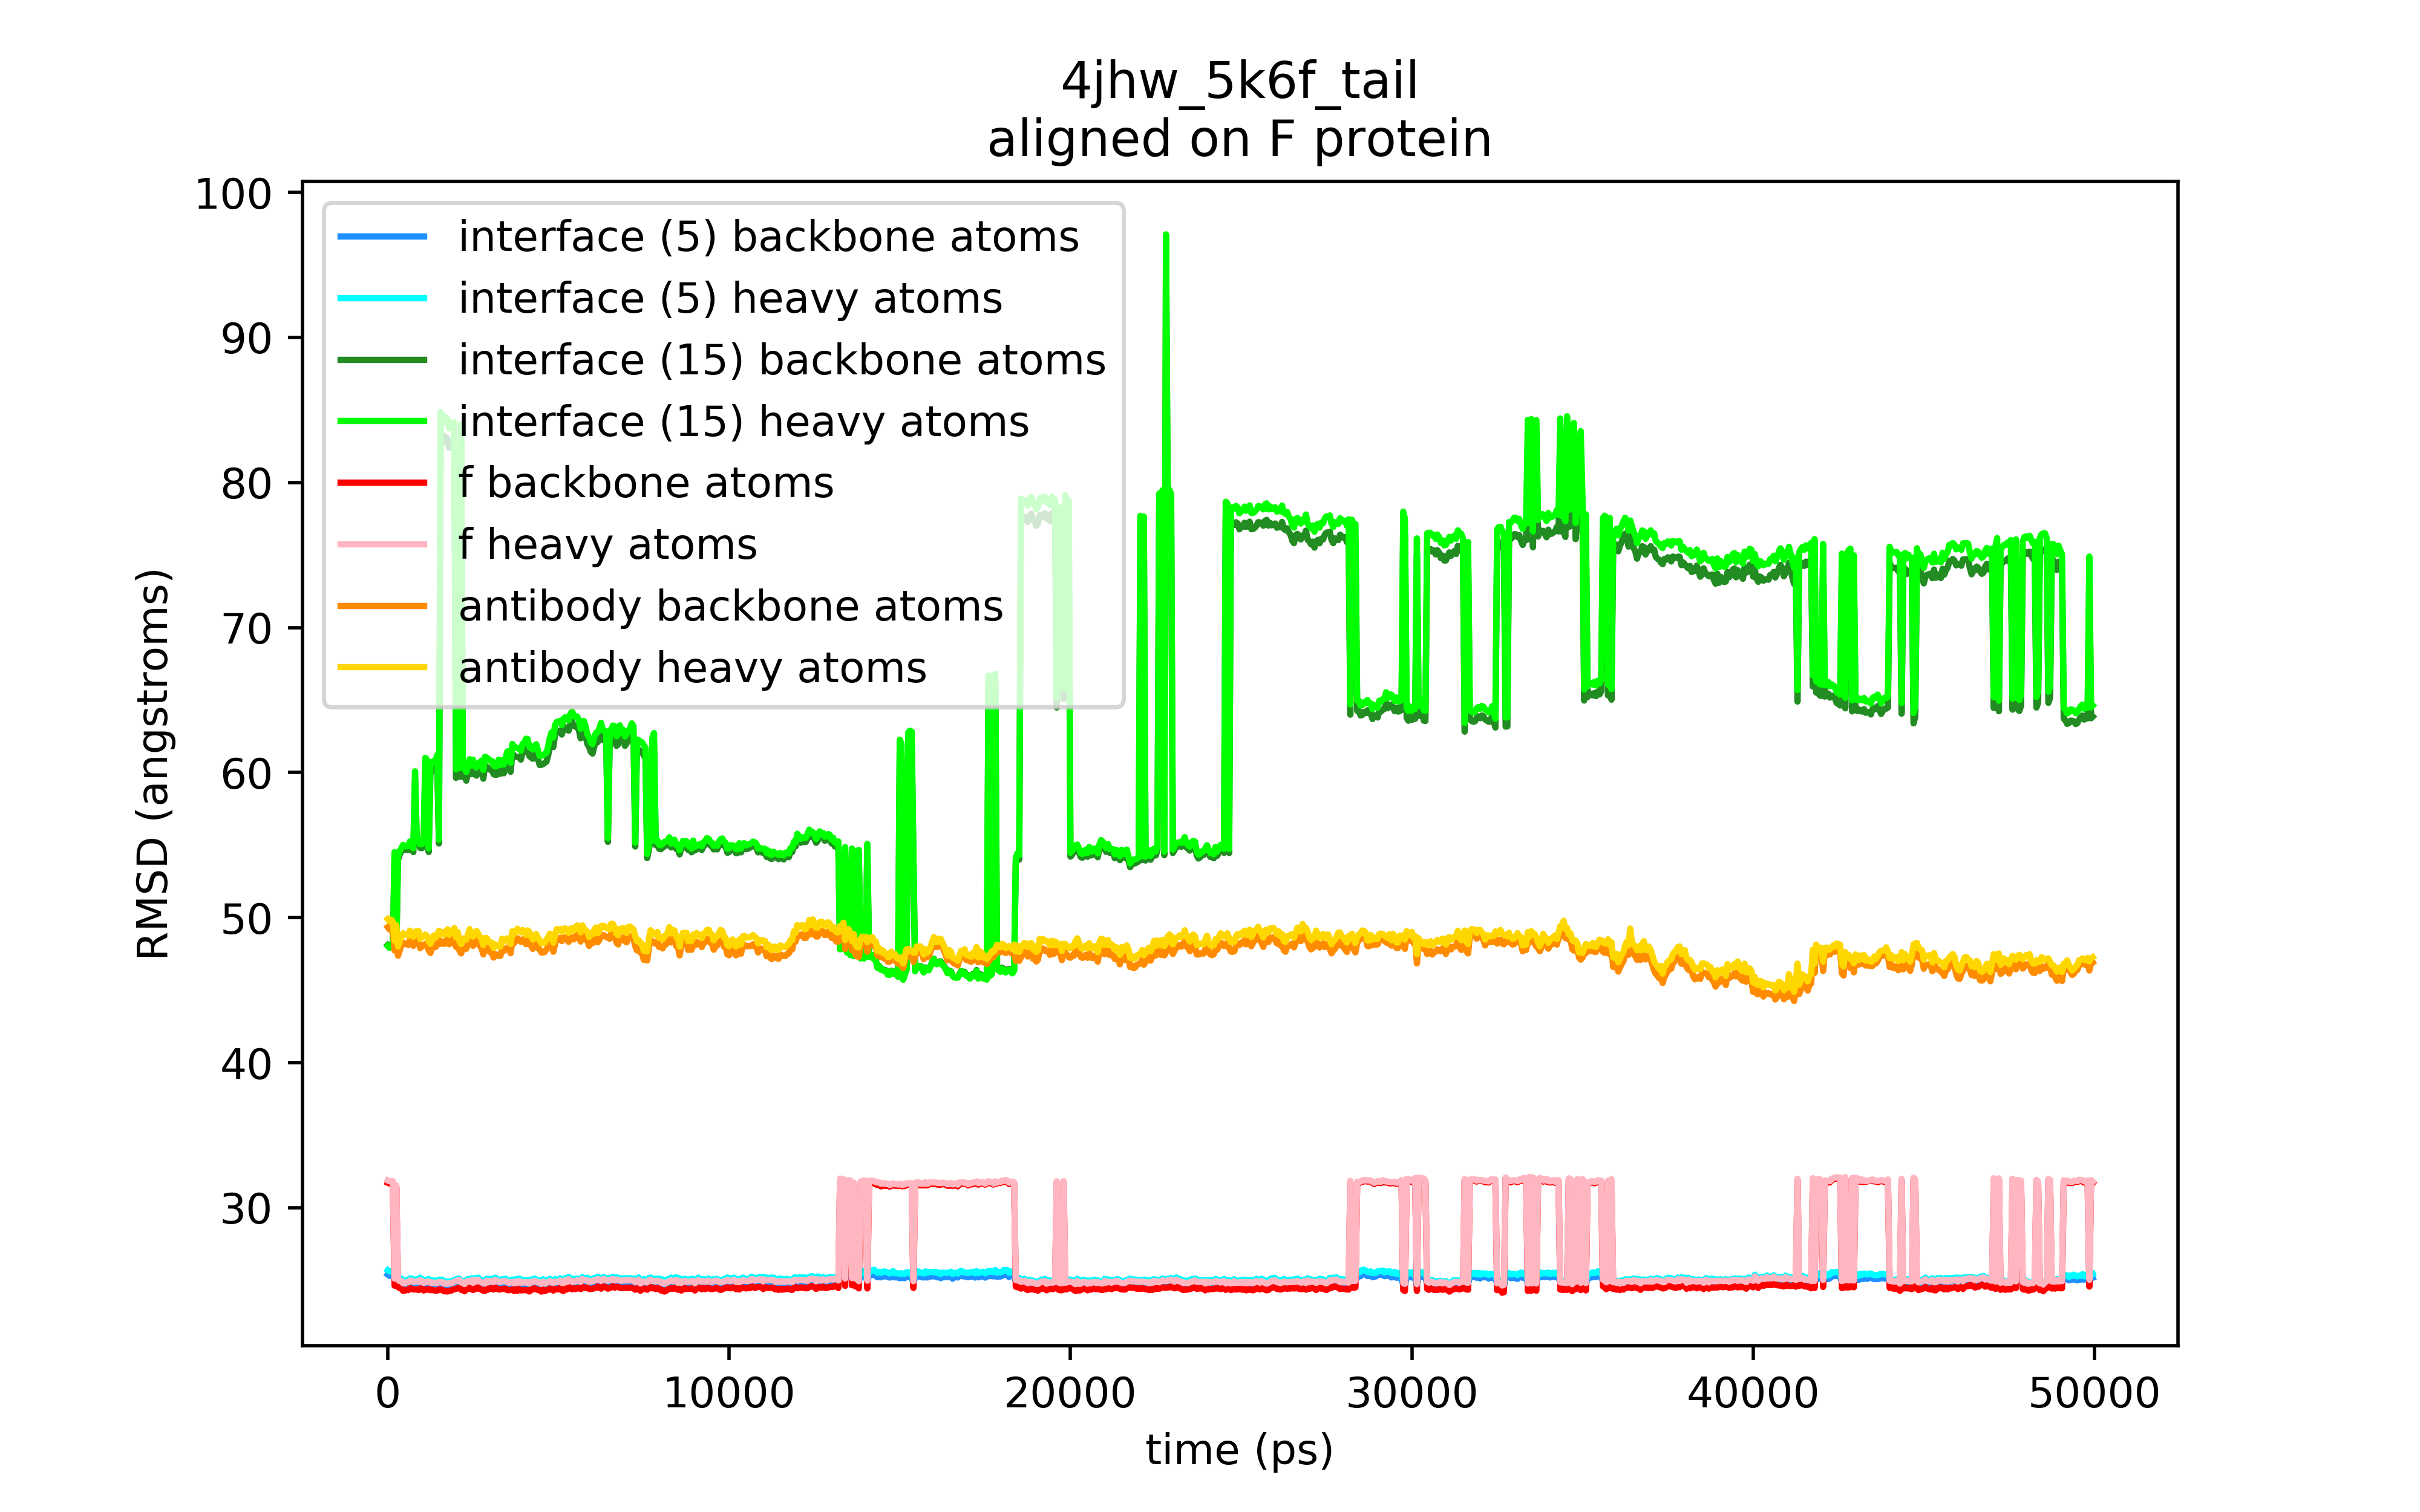 4jhw_5k6f_tail
aligned on F protein
100
90
80
70
60
50
40
30
RMSD (angstroms)
interface (5) backbone atoms
interface (5) heavy atoms
interface (15) backbone atoms
interface (15) heavy atoms
f backbone atoms
f heavy atoms
antibody backbone atoms
antibody heavy atoms
0 10000 20000 30000 40000 50000
time (ps)